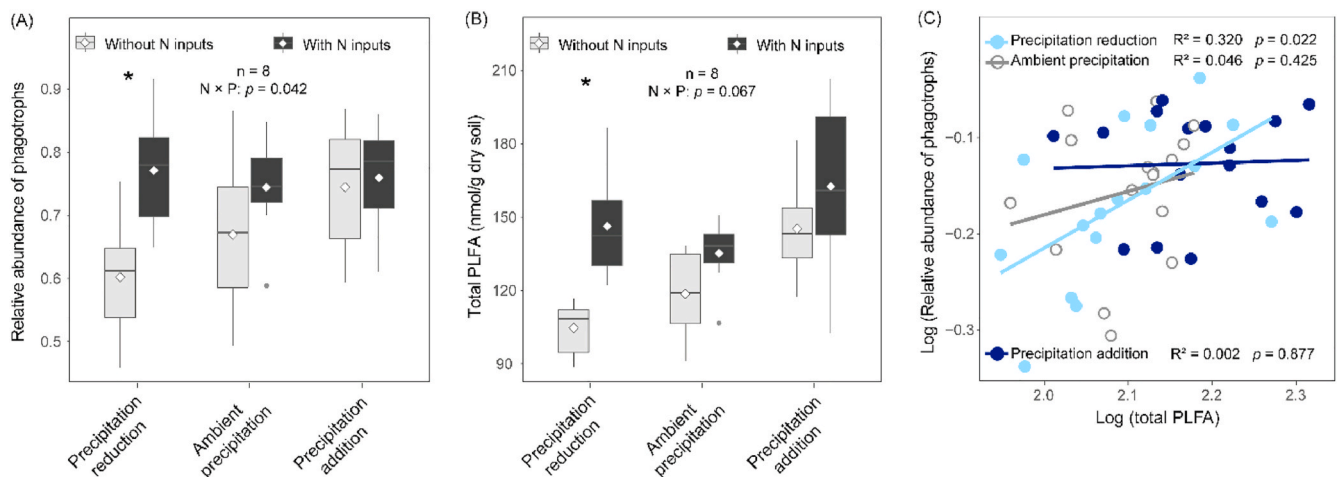 (A)
Without N inputs
With N inputs
*
n = 8
N × P: p = 0.042
Relative abundance of phagotrophs
0.9
0.8
0.7
0.6
0.5
Precipitation
reduction
Ambient
precipitation
Precipitation
addition
(B)
Without N inputs
With N inputs
*
n = 8
N × P: p = 0.067
Total PLFA (nmol/g dry soil)
210
180
150
120
90
Precipitation
reduction
Ambient
precipitation
Precipitation
addition
(C)
Precipitation reduction R² = 0.320 p = 0.022
Ambient precipitation R² = 0.046 p = 0.425
Log (Relative abundance of phagotrophs)
−0.1
−0.2
−0.3
Precipitation addition R² = 0.002 p = 0.877
2.0 2.1 2.2 2.3
Log (total PLFA)